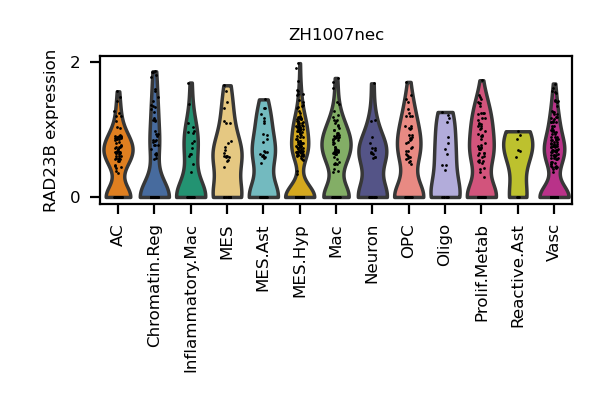 ZH1007nec
RAD23B expression
2
0
AC
Chromatin.Reg
Inflammatory.Mac
MES
MES.Ast
MES.Hyp
Mac
Neuron
OPC
Oligo
Prolif.Metab
Reactive.Ast
Vasc